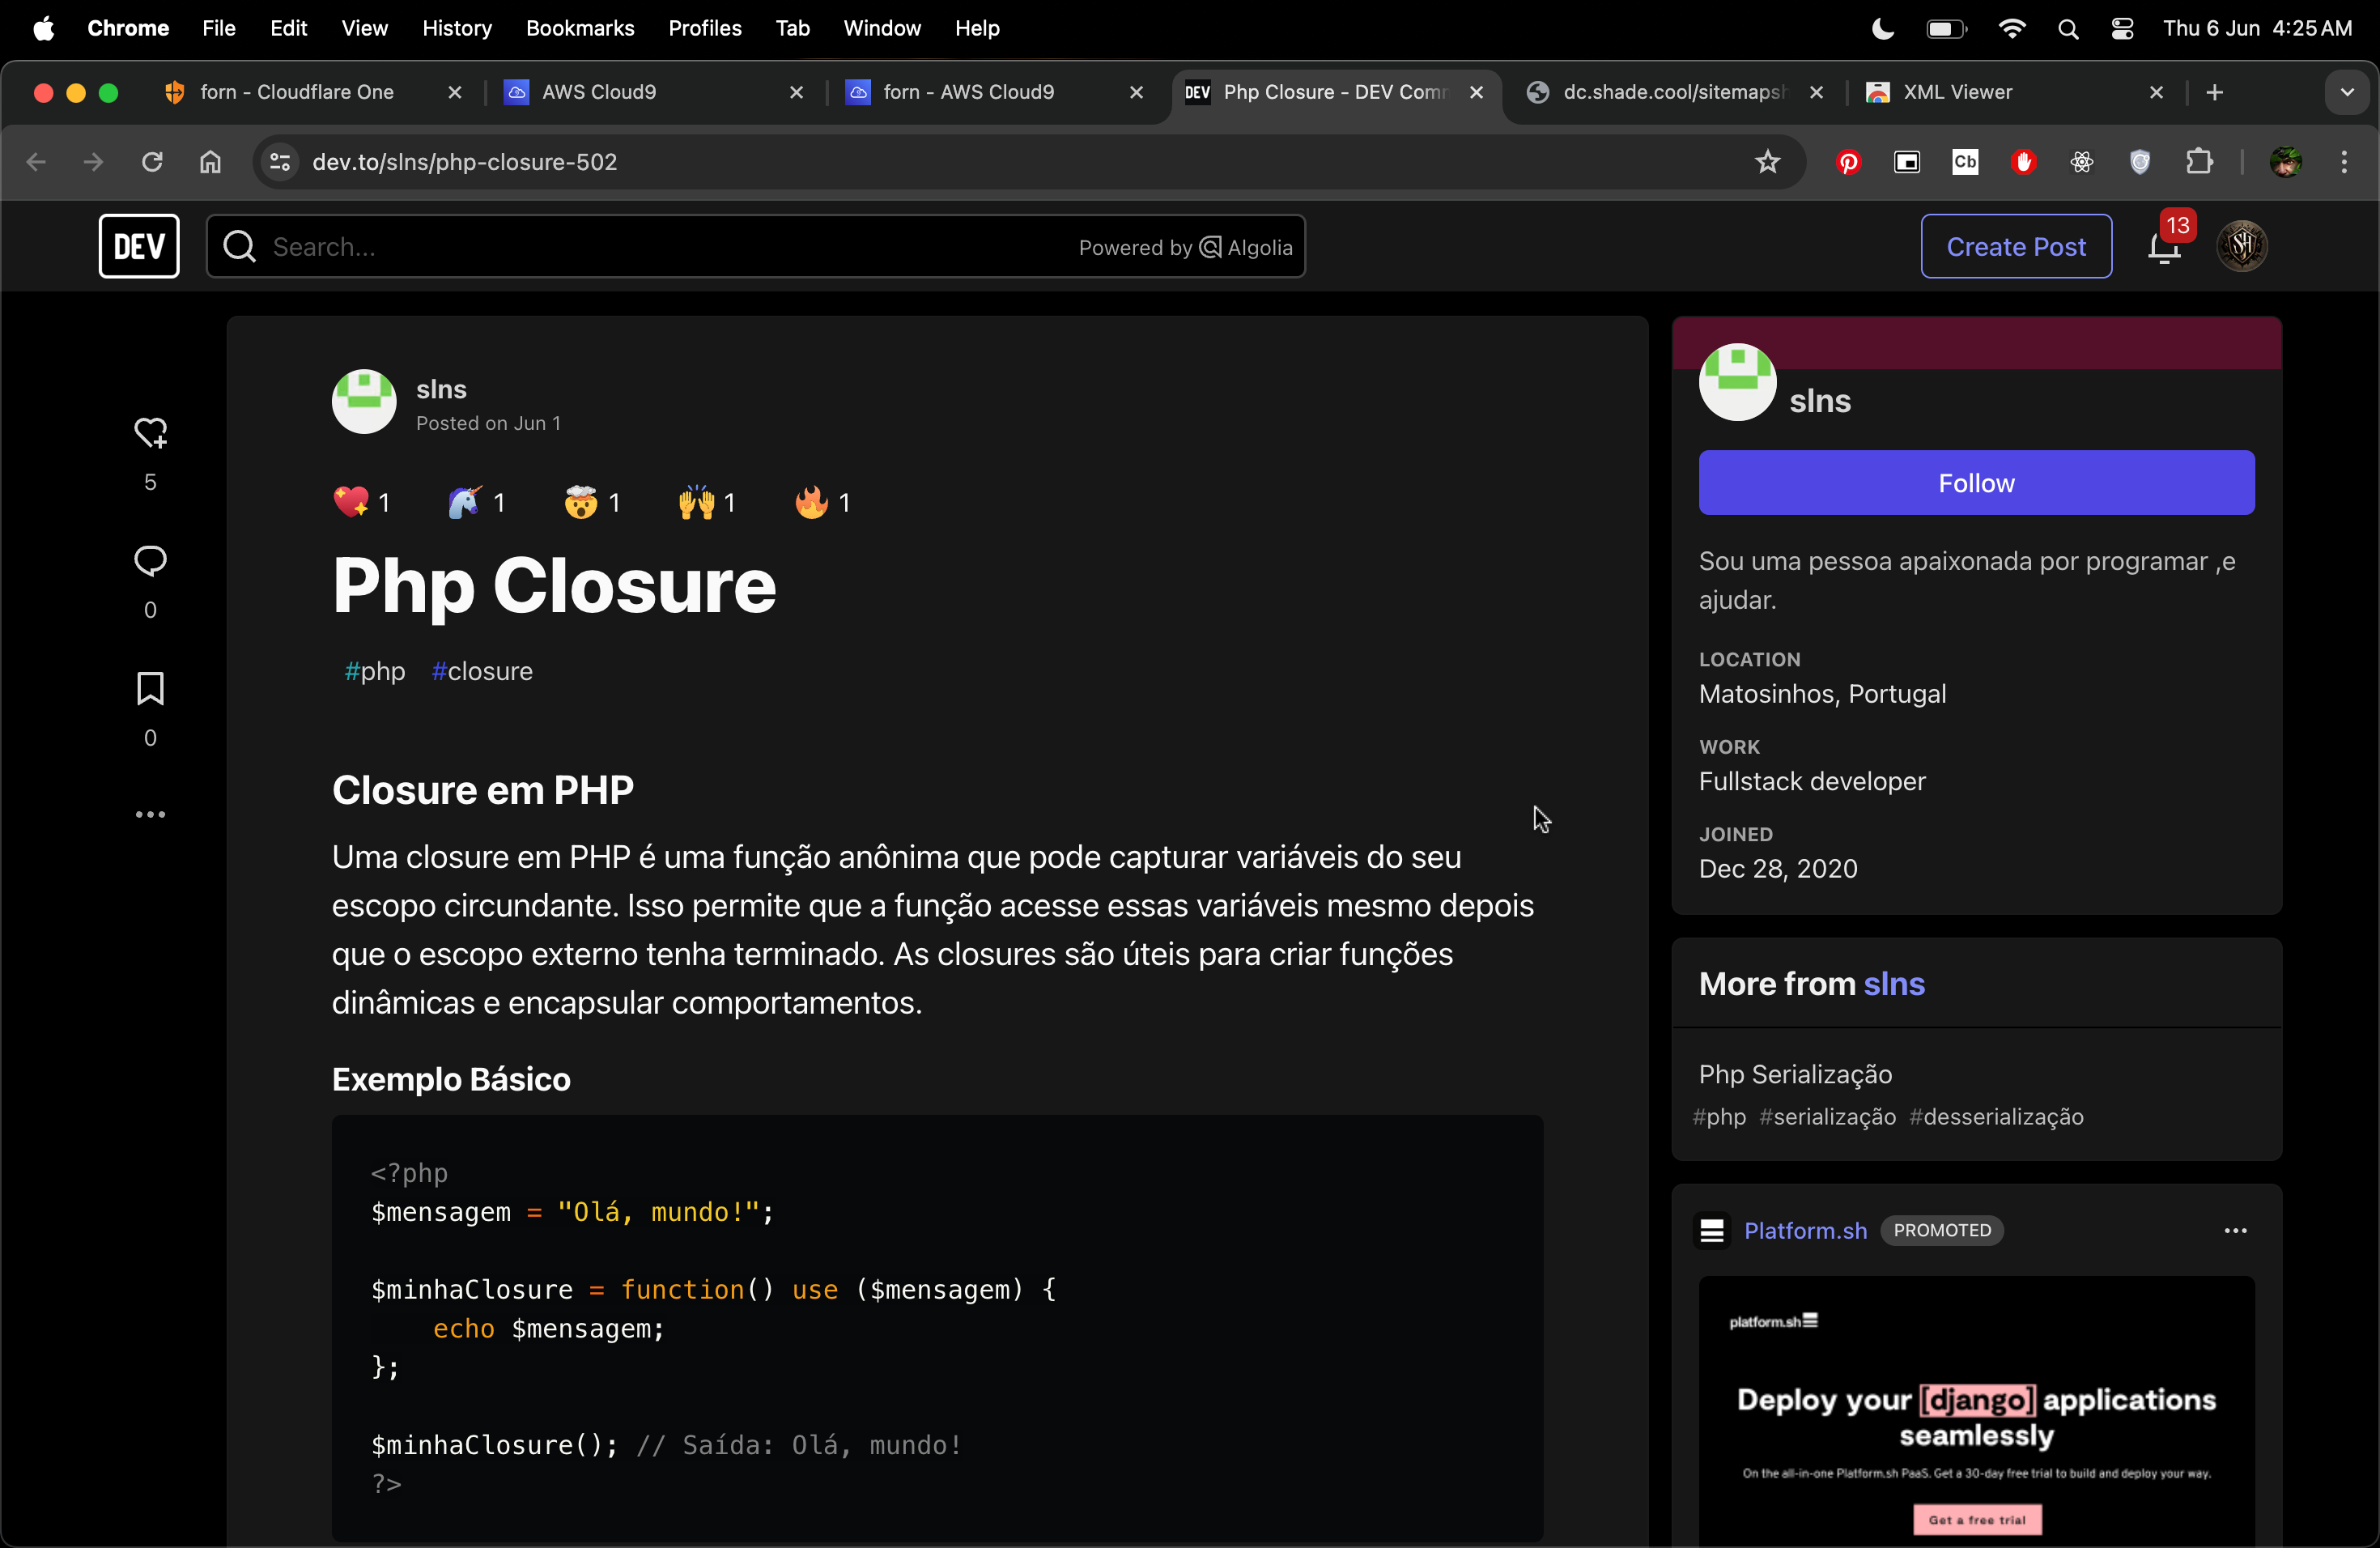 Chrome File Edit View History Bookmarks Profiles Tab Window Help Thu 6 Jun 4:25 AM
forn - Cloudflare One
AWS Cloud9
forn - AWS Cloud9
DEV Php Closure - DEV Comm
dc.shade.cool/sitemapsh
XML Viewer
dev.to/slns/php-closure-502
Cb
DEV
Search...
Powered by Algolia
Create Post
13
SH
slns
Posted on Jun 1
5
0
0
1 1 1 1 1
Php Closure
#php #closure
Closure em PHP
Uma closure em PHP é uma função anônima que pode capturar variáveis do seu
escopo circundante. Isso permite que a função acesse essas variáveis mesmo depois
que o escopo externo tenha terminado. As closures são úteis para criar funções
dinâmicas e encapsular comportamentos.
Exemplo Básico
<?php
$mensagem = "Olá, mundo!";
$minhaClosure = function() use ($mensagem) {
echo $mensagem;
};
$minhaClosure(); // Saída: Olá, mundo!
?>
slns
Follow
Sou uma pessoa apaixonada por programar ,e
ajudar.
LOCATION
Matosinhos, Portugal
WORK
Fullstack developer
JOINED
Dec 28, 2020
More from slns
Php Serialização
#php #serialização #desserialização
Platform.sh PROMOTED
platform.sh
Deploy your [django] applications
seamlessly
On the all-in-one Platform.sh PaaS. Get a 30-day free trial to build and deploy your way.
Get a free trial